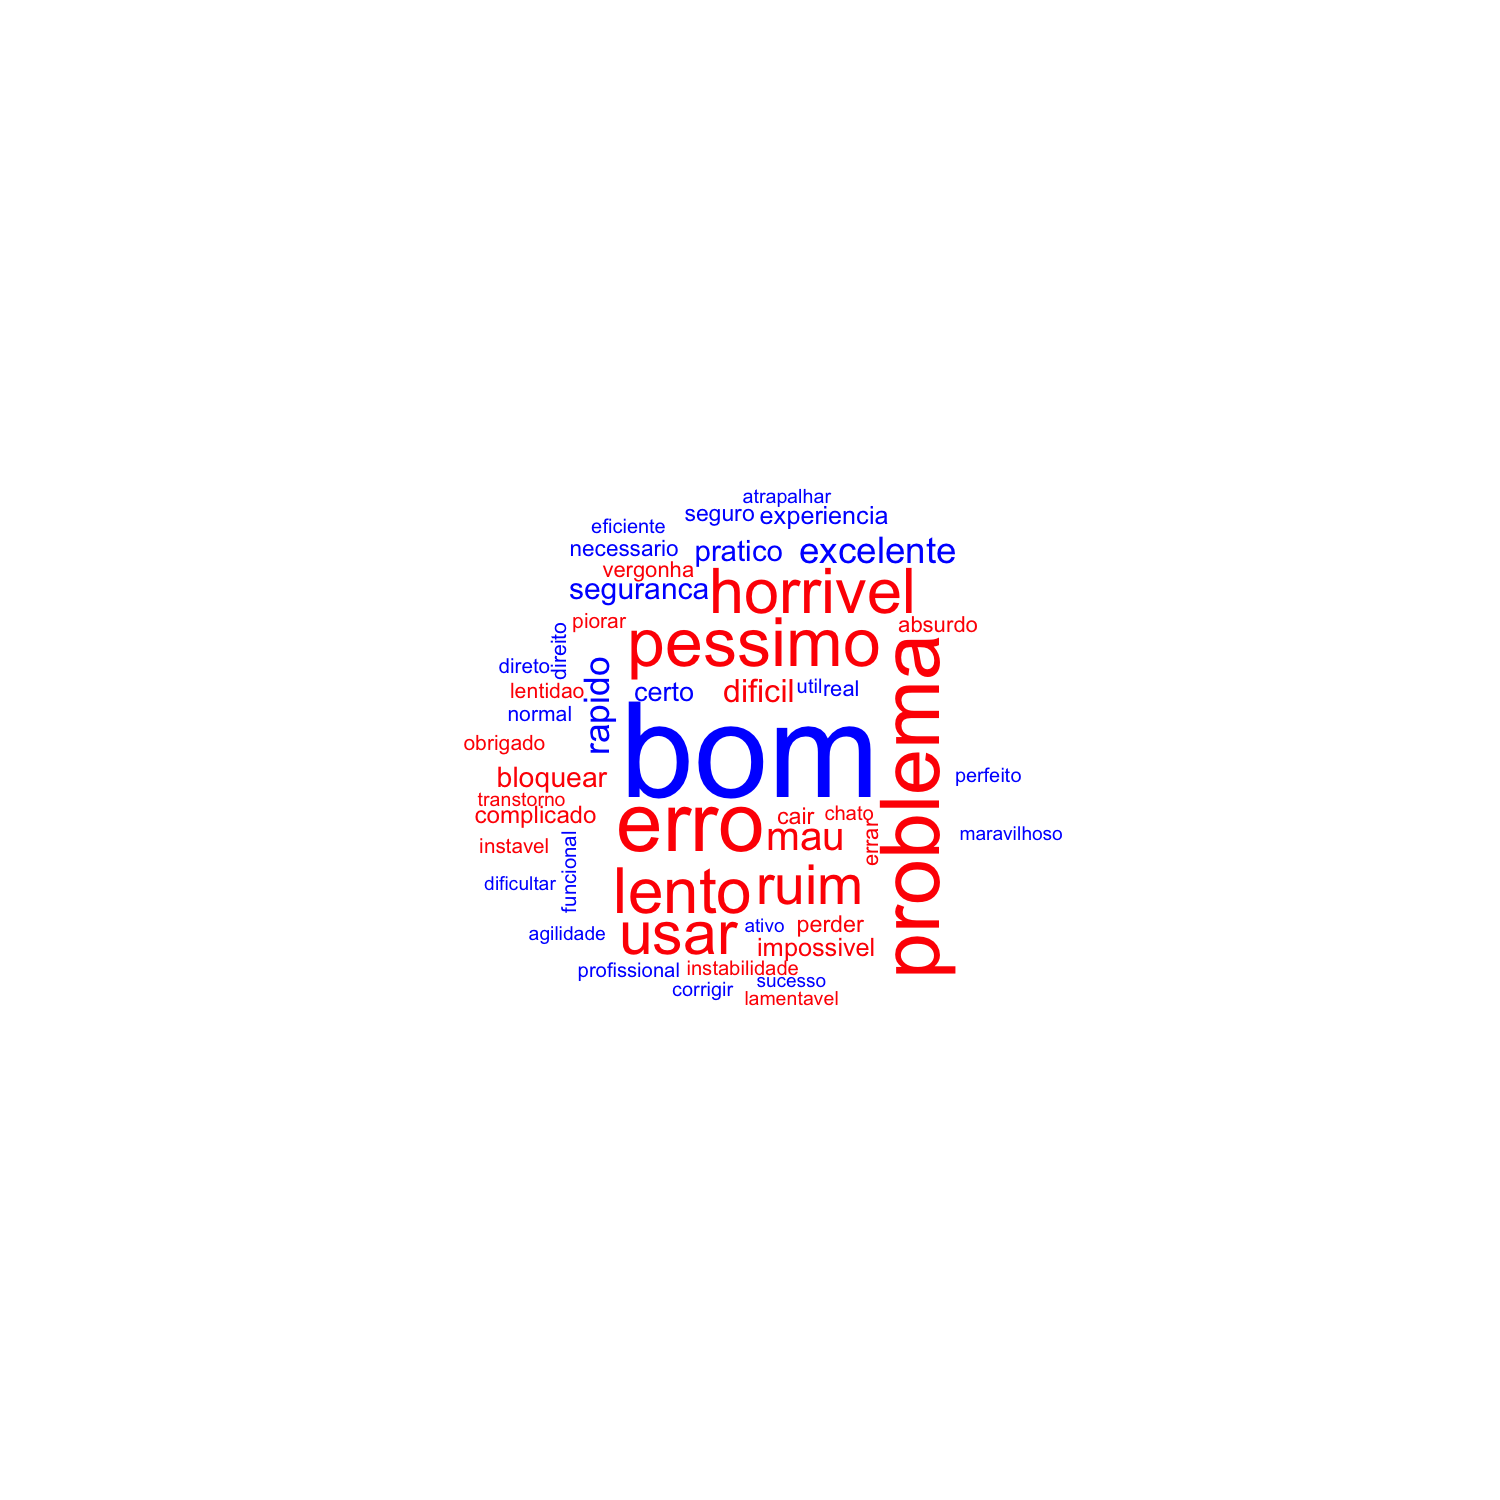 atrapalhar
seguro experiencia
eficiente
necessario pratico excelente
vergonha
seguranca horrivel
piorar pessimo absurdo
direto direito
lentidao rapido certo dificil util real
normal
obrigado bom problema
bloquear perfeito
transtorno
complicado erro cair chato
mau errar maravilhoso
instavel
dificultar funcional lento ruim
agilidade usar ativo perder
impossivel
profissional instabilidade
corrigir sucesso
lamentavel